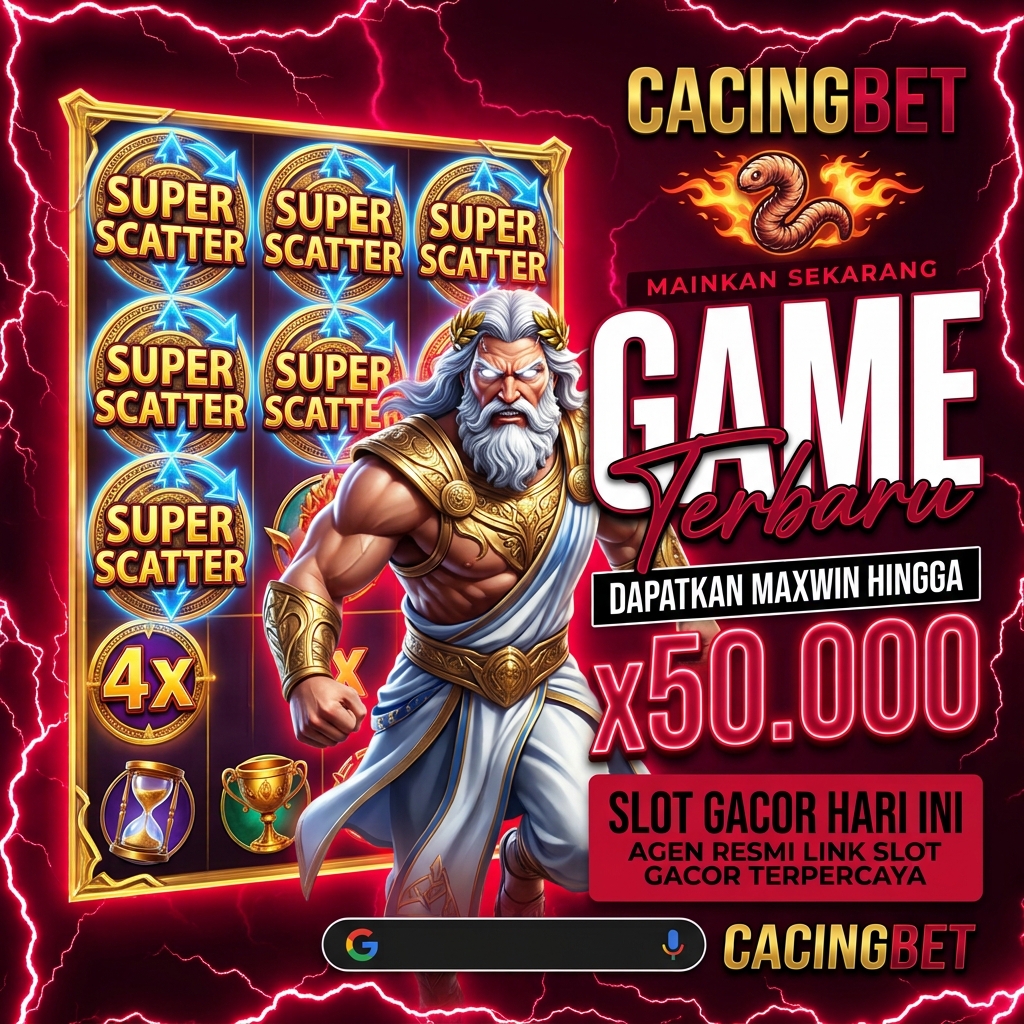 CACINGBET
MAINKAN SEKARANG
GAME
Terbaru
DAPATKAN MAXWIN HINGGA
x50.000
SLOT GACOR HARI INI
AGEN RESMI LINK SLOT
GACOR TERPERCAYA
CACINGBET
SUPER
SCATTER
SUPER
SCATTER
SUPER
SCATTER
SUPER
SCATTER
SUPER
SCATTE
SUPER
SCATTER
4x
x
G